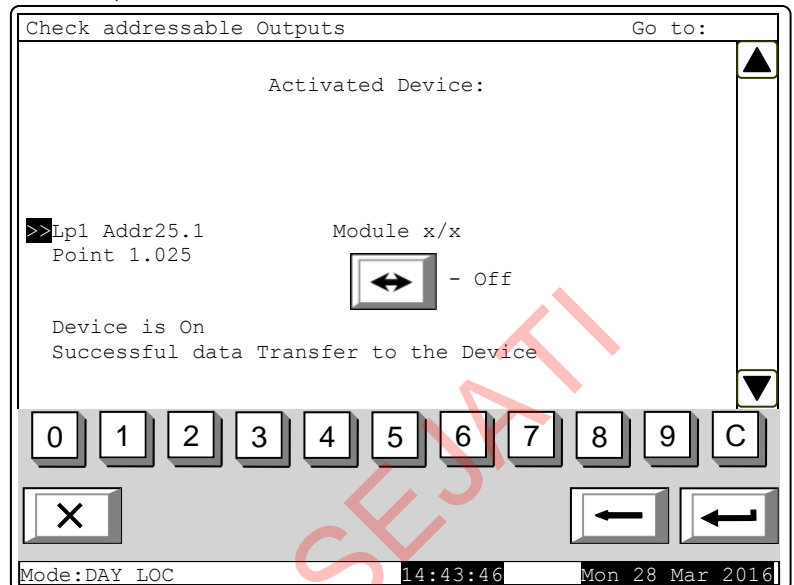 Check addressable Outputs Go to:
Activated Device:
>>Lp1 Addr25.1 Module x/x
Point 1.025
- Off
Device is On
Successful data Transfer to the Device
0 1 2 3 4 5 6 7 8 9 C
Mode:DAY LOC 14:43:46 Mon 28 Mar 2016
SEJATI